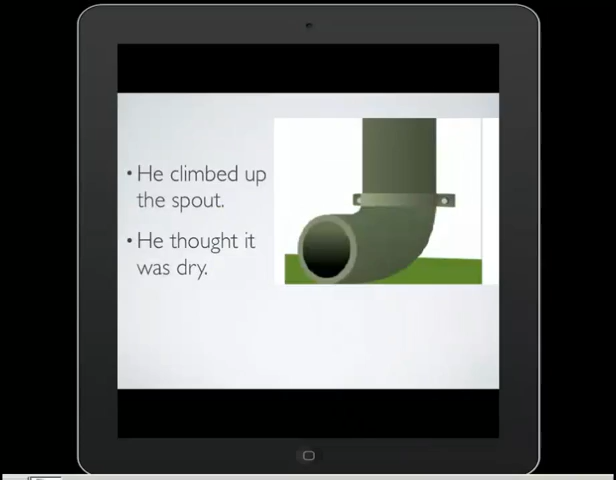 • He climbed up
the spout.
• He thought it
was dry.